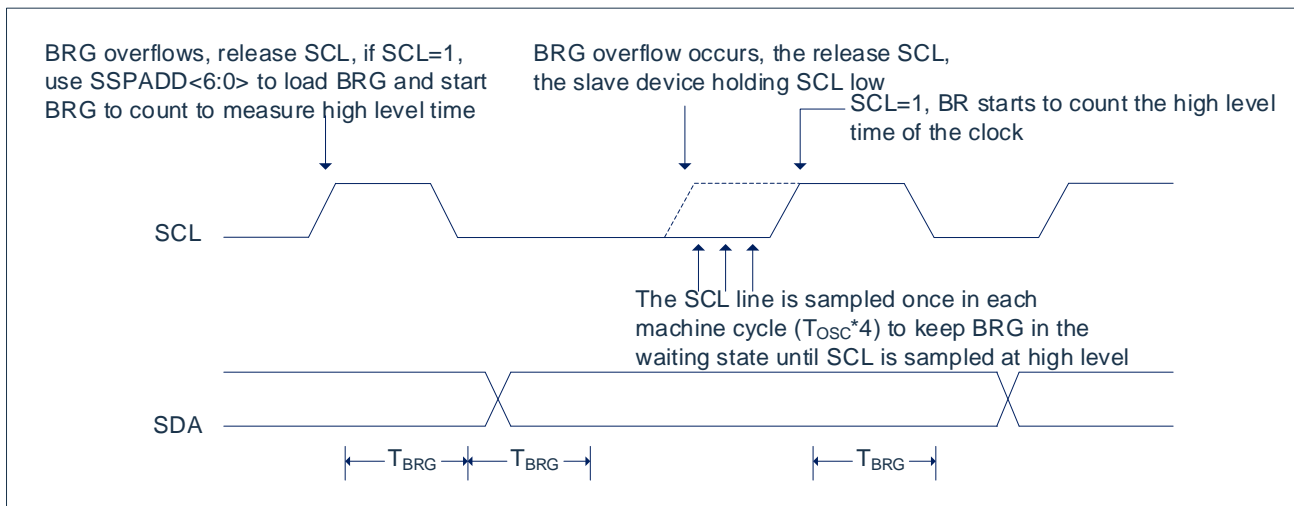 BRG overflows, release SCL, if SCL=1,
use SSPADD<6:0> to load BRG and start
BRG to count to measure high level time
BRG overflow occurs, the release SCL,
the slave device holding SCL low
SCL=1, BR starts to count the high level
time of the clock
SCL
The SCL line is sampled once in each
machine cycle (TOSC*4) to keep BRG in the
waiting state until SCL is sampled at high level
SDA
TBRG
TBRG
TBRG